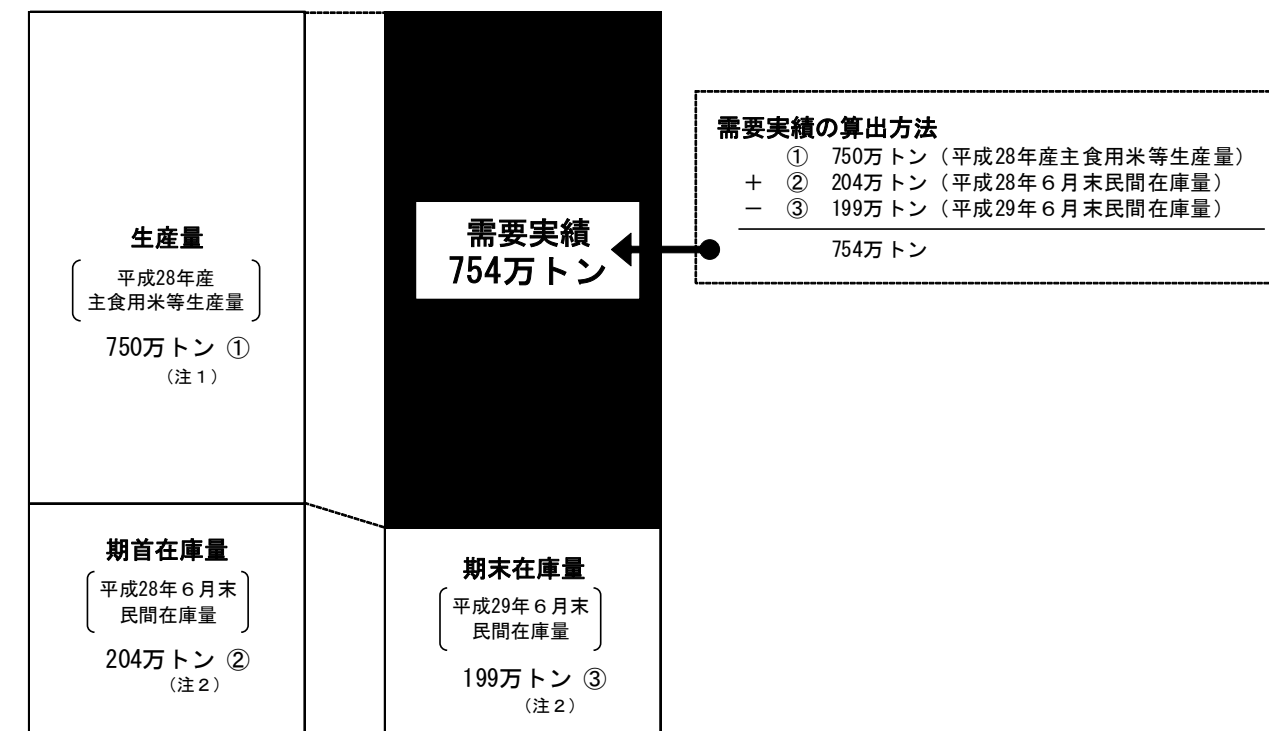 生産量
平成28年産
主食用米等生産量
750万トン ①
（注１）
期首在庫量
平成28年６月末
民間在庫量
204万トン ②
（注２）
需要実績
754万トン
期末在庫量
平成29年６月末
民間在庫量
199万トン ③
（注２）
需要実績の算出方法
① 750万トン（平成28年産主食用米等生産量）
＋ ② 204万トン（平成28年６月末民間在庫量）
－ ③ 199万トン（平成29年６月末民間在庫量）
754万トン